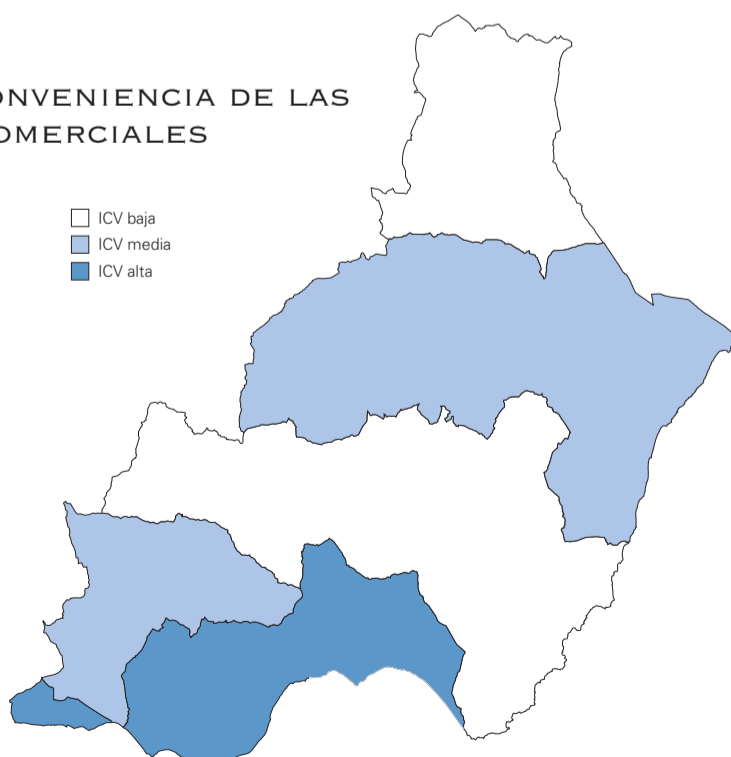 ONVENIENCIA DE LAS
OMERCIALES
ICV baja
ICV media
ICV alta